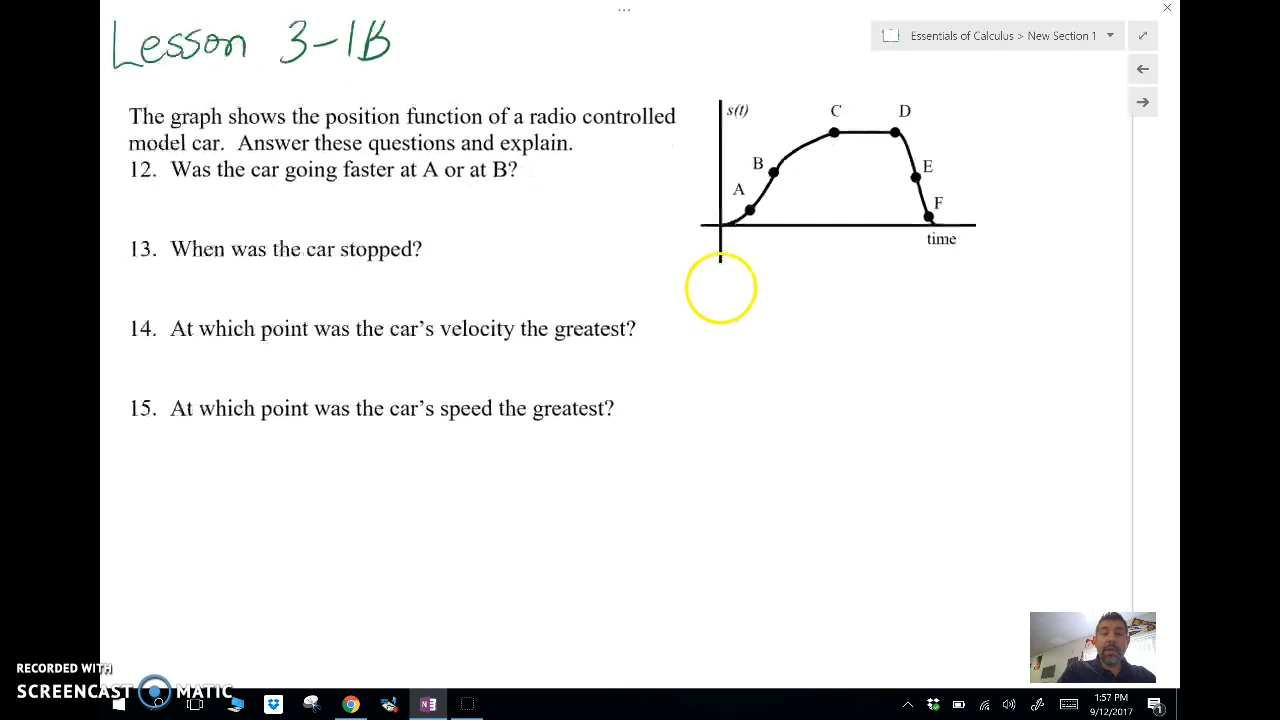 ...
Lesson 3-1B
Essentials of Calculus > New Section 1
The graph shows the position function of a radio controlled
model car. Answer these questions and explain.
12. Was the car going faster at A or at B?
13. When was the car stopped?
14. At which point was the car's velocity the greatest?
15. At which point was the car's speed the greatest?
s(t)
C
D
B
E
A
F
time
RECORDED WITH
SCREENCAST MATIC
1:57 PM
9/12/2017
N3
1